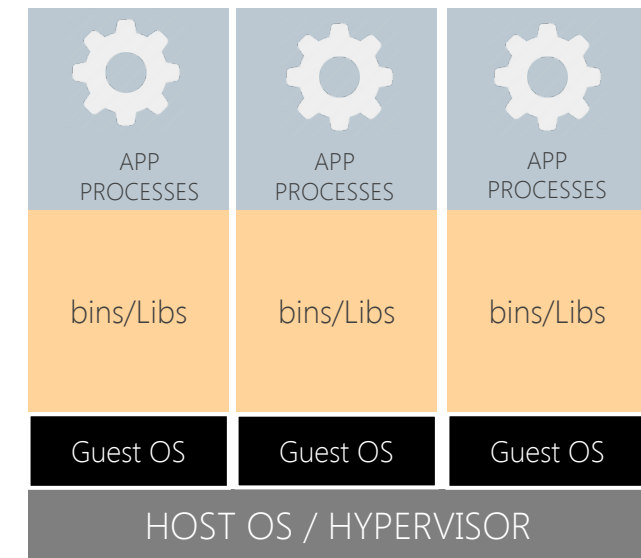 APP
PROCESSES
APP
PROCESSES
APP
PROCESSES
bins/Libs
bins/Libs
bins/Libs
Guest OS
Guest OS
Guest OS
HOST OS / HYPERVISOR